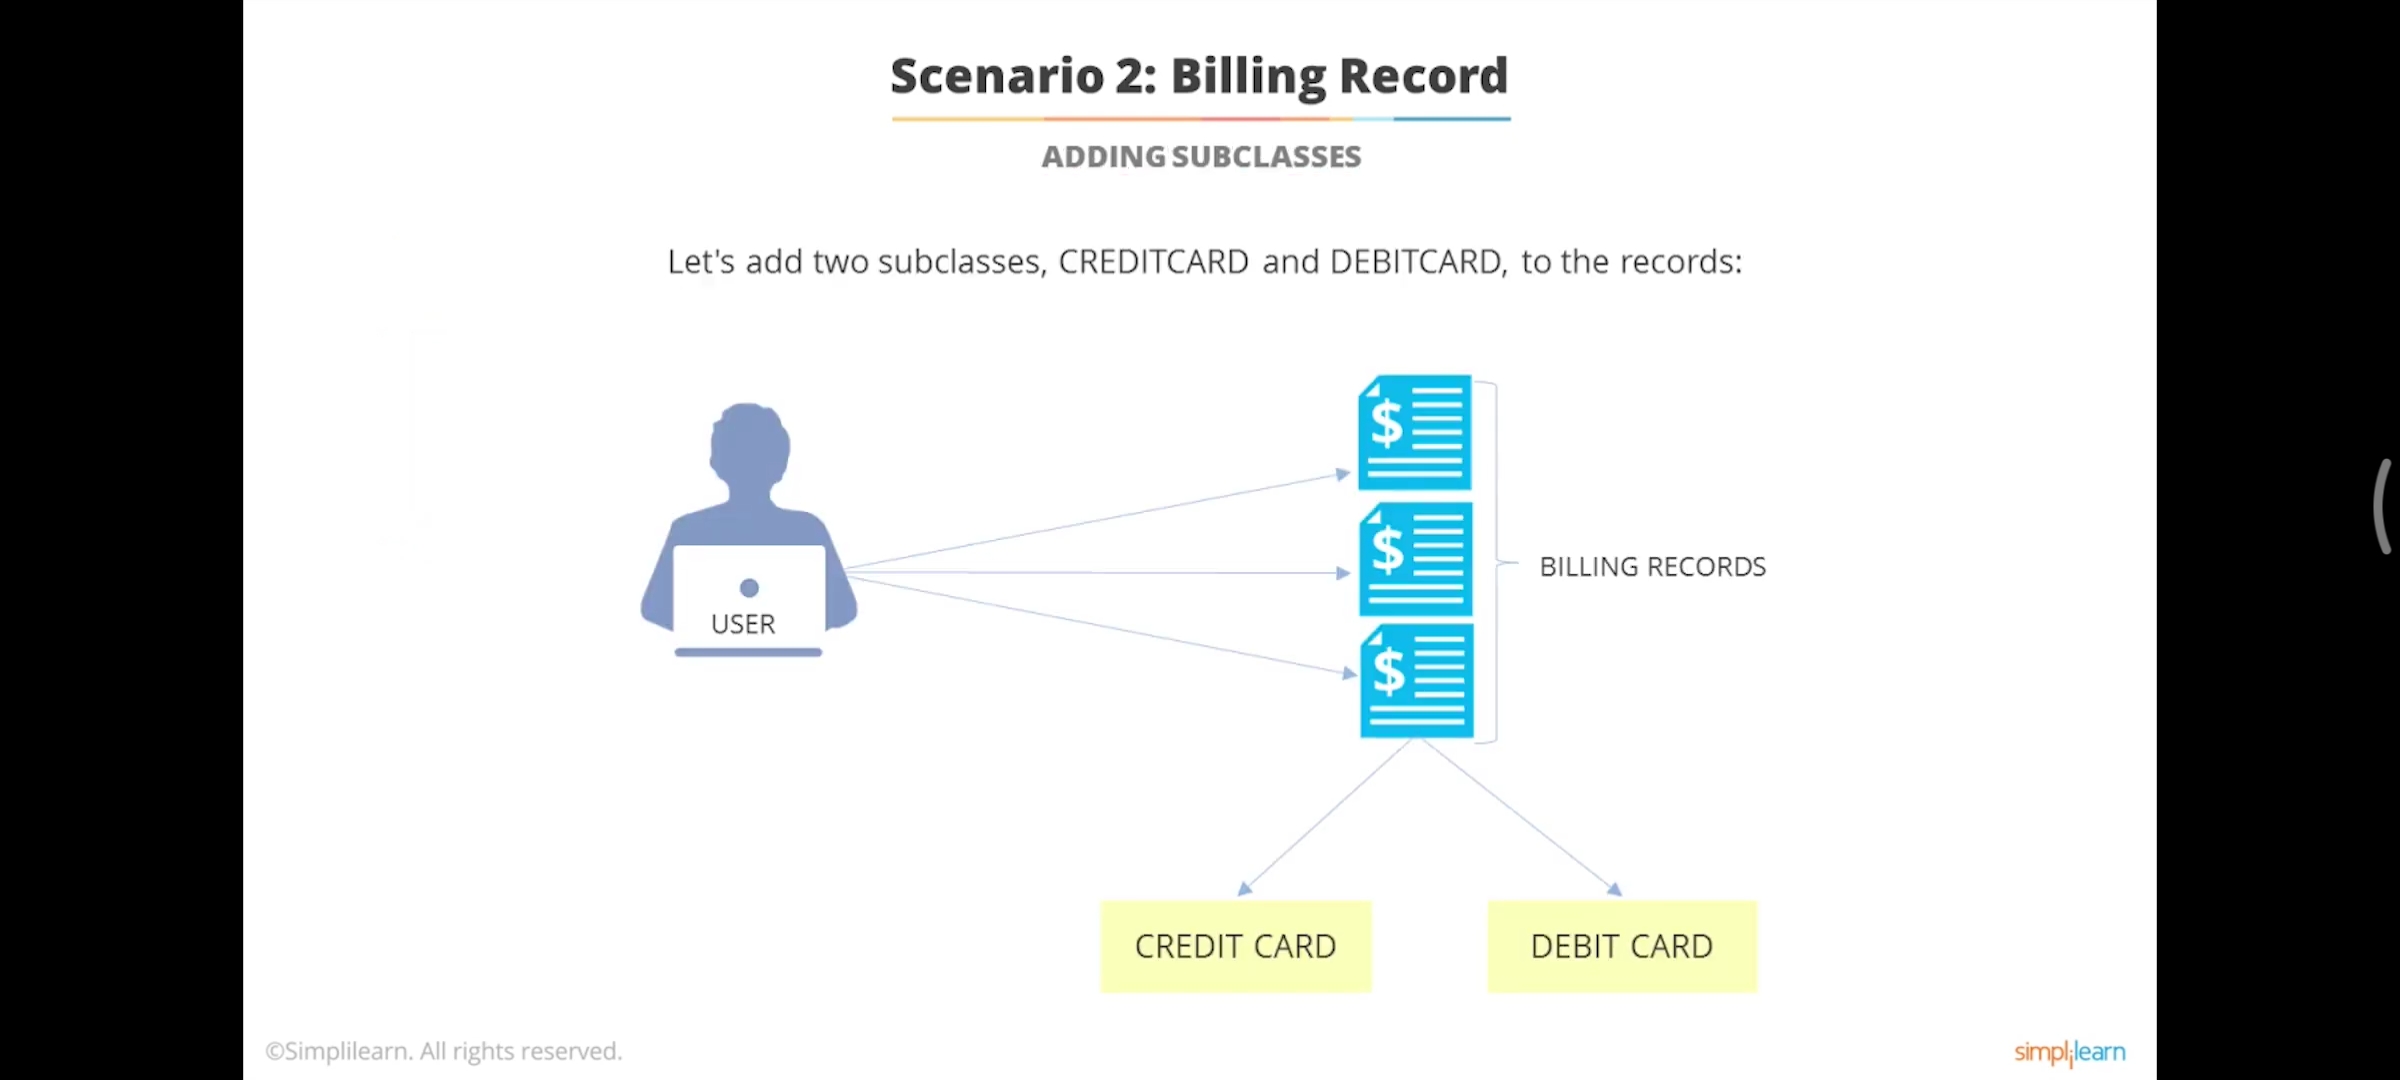 Scenario 2: Billing Record
ADDING SUBCLASSES
Let's add two subclasses, CREDITCARD and DEBITCARD, to the records:
$
$
$
USER
BILLING RECORDS
CREDIT CARD
DEBIT CARD
©Simplilearn. All rights reserved.
simplilearn